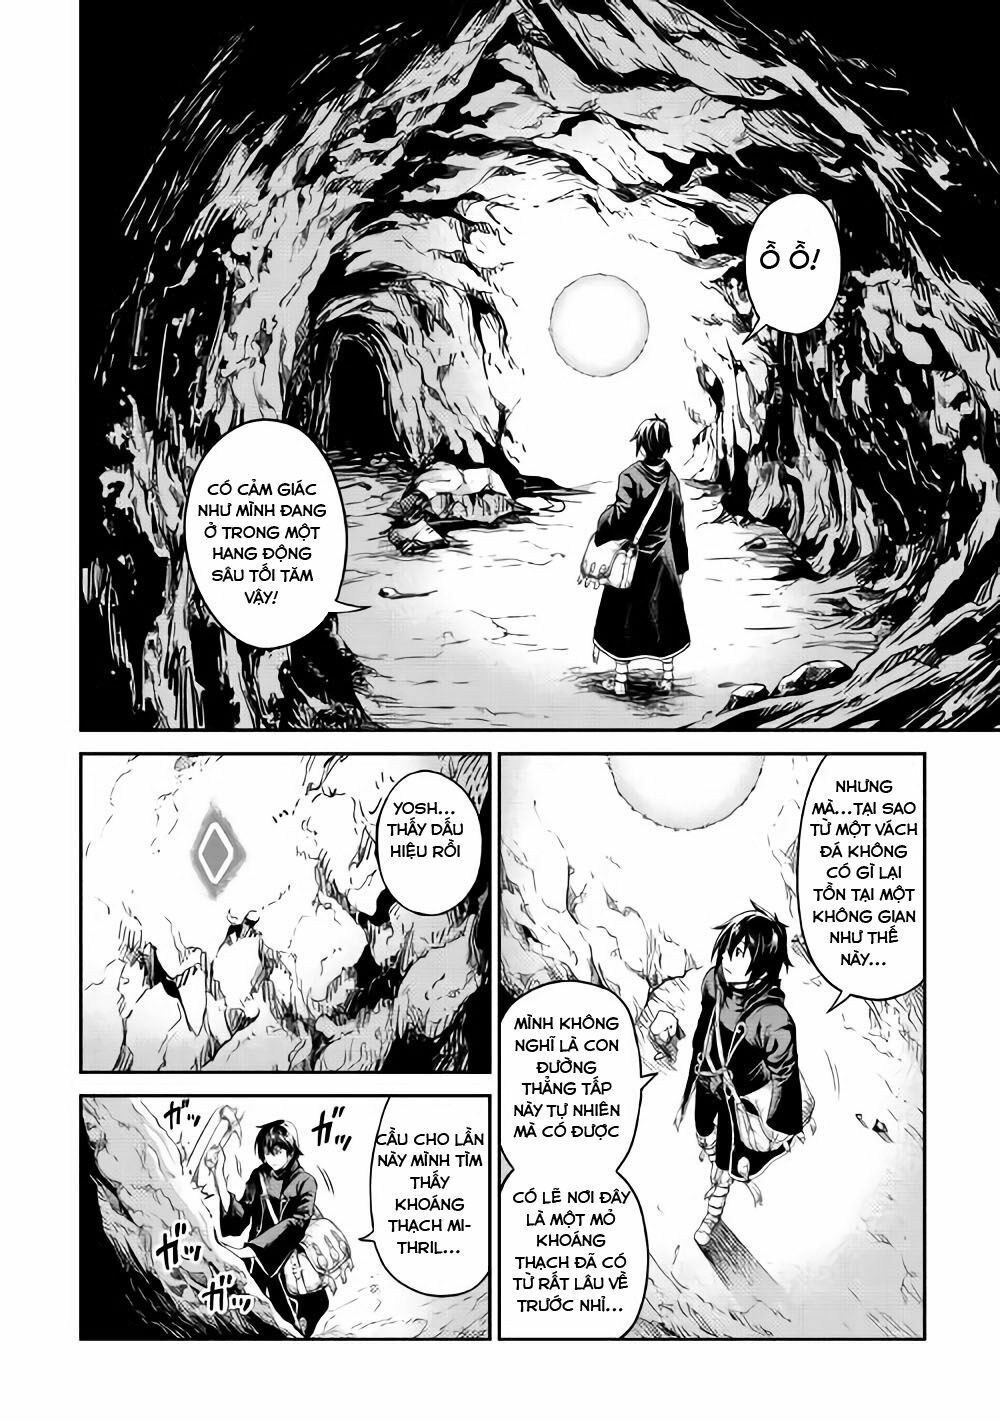 Ồ Ồ!
CÓ CẢM GIÁC
NHƯ MÌNH ĐANG
Ở TRONG MỘT
HANG ĐỘNG
SÂU TỐI TĂM
VẬY!
NHƯNG
MÀ...TẠI SAO
TỪ MỘT VÁCH
ĐÁ KHÔNG
CÓ GÌ LẠI
TỒN TẠI MỘT
KHÔNG GIAN
NHƯ THẾ
NÀY...
MÌNH KHÔNG
NGHĨ LÀ CON
ĐƯỜNG
THẲNG TẤP
NÀY TỰ NHIÊN
MÀ CÓ ĐƯỢC
CÓ LẼ NƠI ĐÂY
LÀ MỘT MỎ
KHOÁNG
THẠCH ĐÃ CÓ
TỪ RẤT LÂU VỀ
TRƯỚC NHỈ...
YOSH...
THẤY DẤU
HIỆU RỒI
CẦU CHO LẦN
NÀY MÌNH TÌM
THẤY
KHOÁNG
THẠCH MI-
THRIL...
ガッ
ガッ
ガッ
ガッ